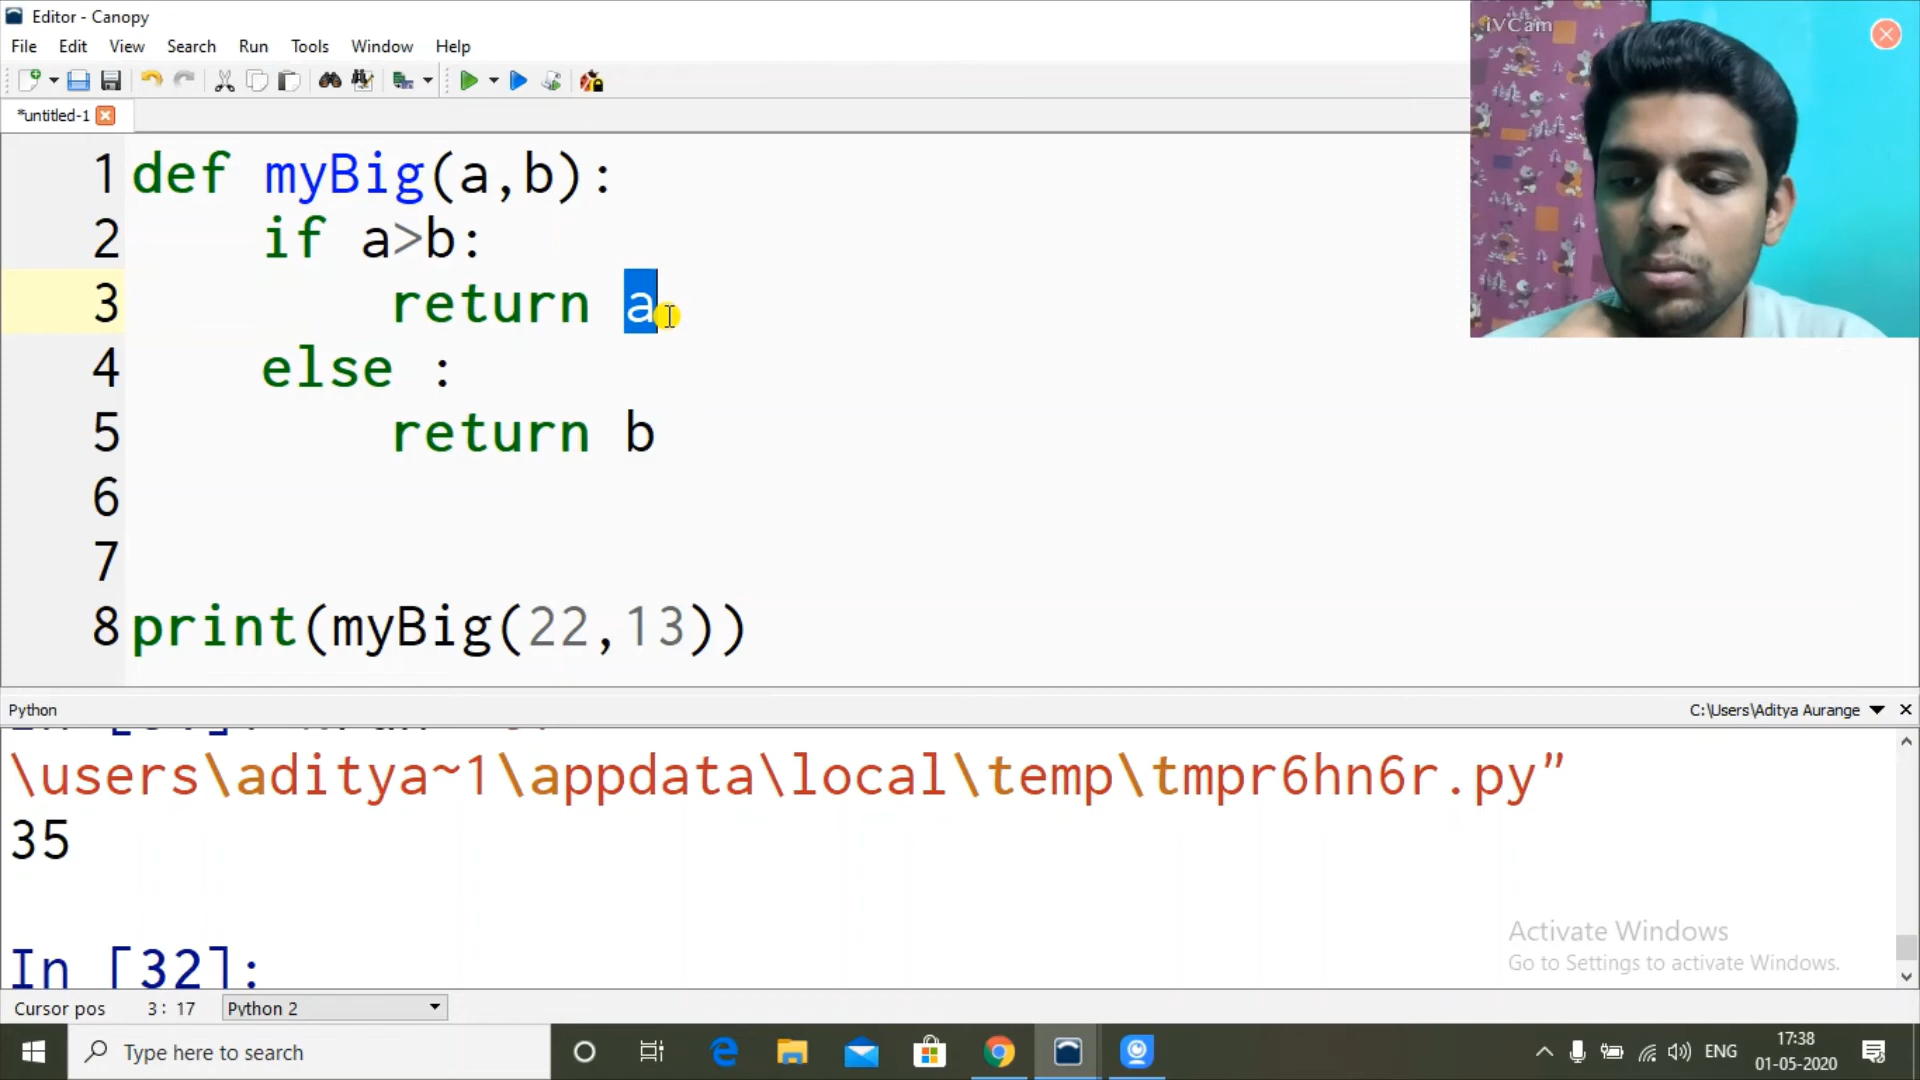 Editor - Canopy
iVCam
File Edit View Search Run Tools Window Help
*untitled-1
1 def myBig(a,b):
2 if a>b:
3 return a
4 else :
5 return b
6
7
8 print(myBig(22,13))
Python C:\Users\Aditya Aurange
\users\aditya~1\appdata\local\temp\tmpr6hn6r.py"
35
In [32]:
Activate Windows
Go to Settings to activate Windows.
Cursor pos 3: 17 Python 2
Type here to search
ENG
17:38
01-05-2020